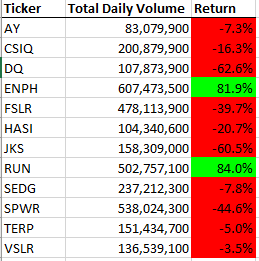 Ticker Total Daily Volume Return
AY 83,079,900 -7.3%
CSIQ 200,879,900 -16.3%
DQ 107,873,900 -62.6%
ENPH 607,473,500 81.9%
FSLR 478,113,900 -39.7%
HASI 104,340,600 -20.7%
JKS 158,309,000 -60.5%
RUN 502,757,100 84.0%
SEDG 237,212,300 -7.8%
SPWR 538,024,300 -44.6%
TERP 151,434,700 -5.0%
VSLR 136,539,100 -3.5%